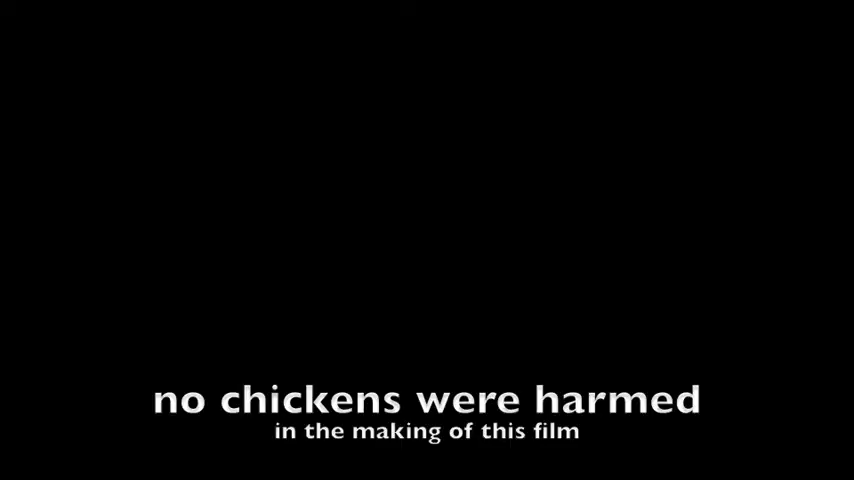 no chickens were harmed
in the making of this film